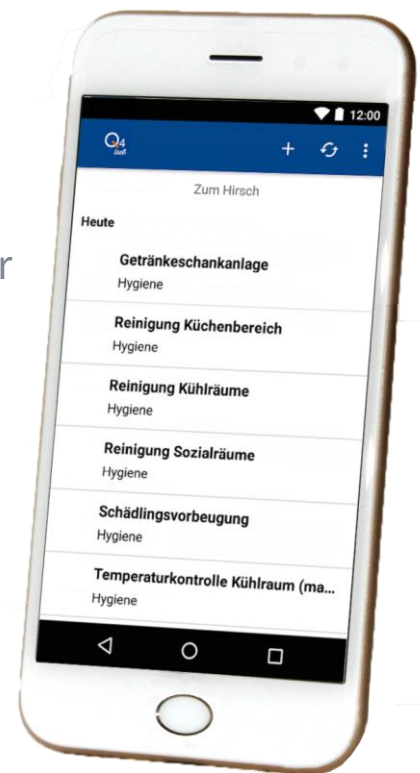 12:00
Q4
Zum Hirsch
Heute
r
Getränkeschankanlage
Hygiene
Reinigung Küchenbereich
Hygiene
Reinigung Kühlräume
Hygiene
Reinigung Sozialräume
Hygiene
Schädlingsvorbeugung
Hygiene
Temperaturkontrolle Kühlraum (ma...
Hygiene